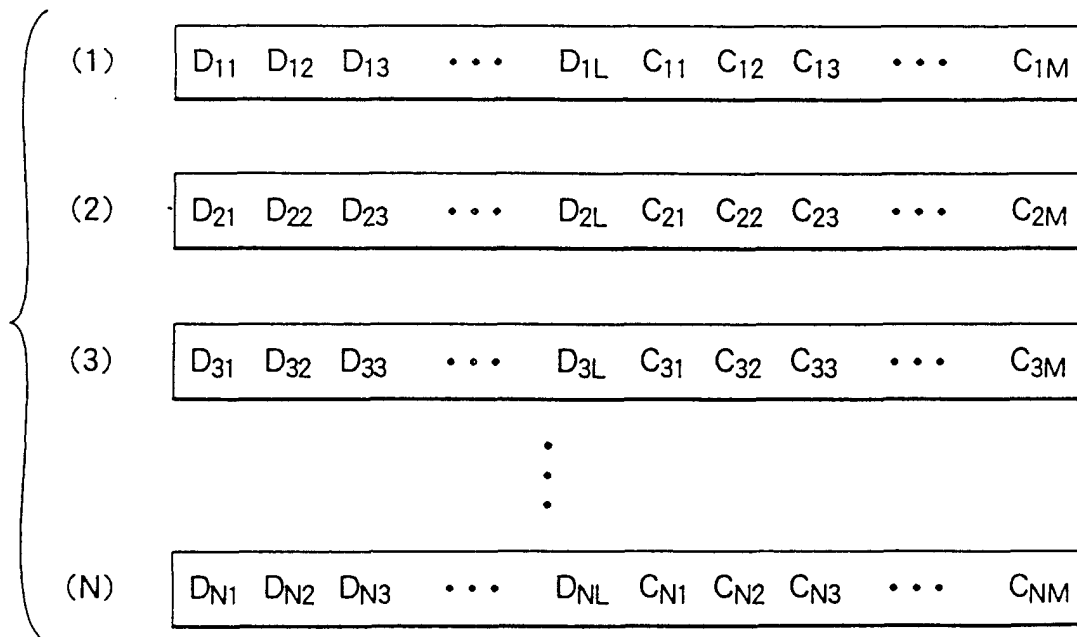 (1) D₁₁ D₁₂ D₁₃ ••• D₁L C₁₁ C₁₂ C₁₃ ••• C₁M
(2) D₂₁ D₂₂ D₂₃ ••• D₂L C₂₁ C₂₂ C₂₃ ••• C₂M
(3) D₃₁ D₃₂ D₃₃ ••• D₃L C₃₁ C₃₂ C₃₃ ••• C₃M
(N) DN1 DN2 DN3 ••• DNL CN1 CN2 CN3 ••• CNM